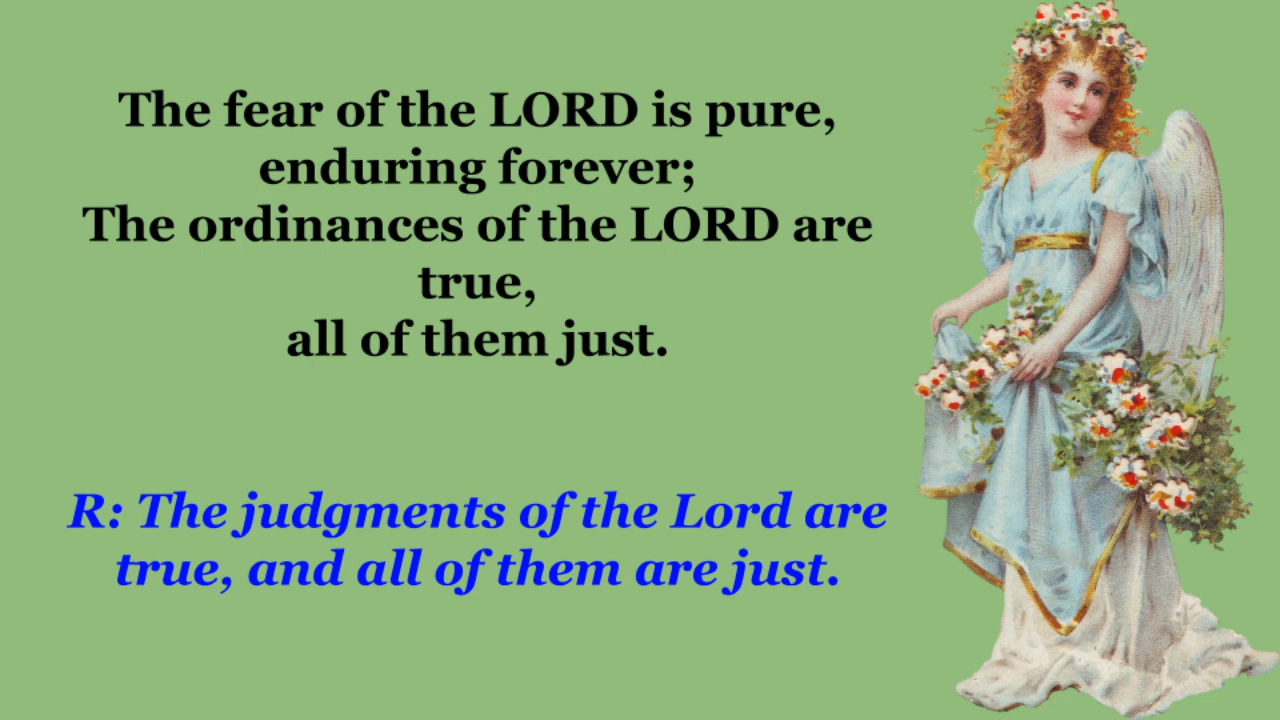 The fear of the LORD is pure,
enduring forever;
The ordinances of the LORD are
true,
all of them just.
R: The judgments of the Lord are
true, and all of them are just.